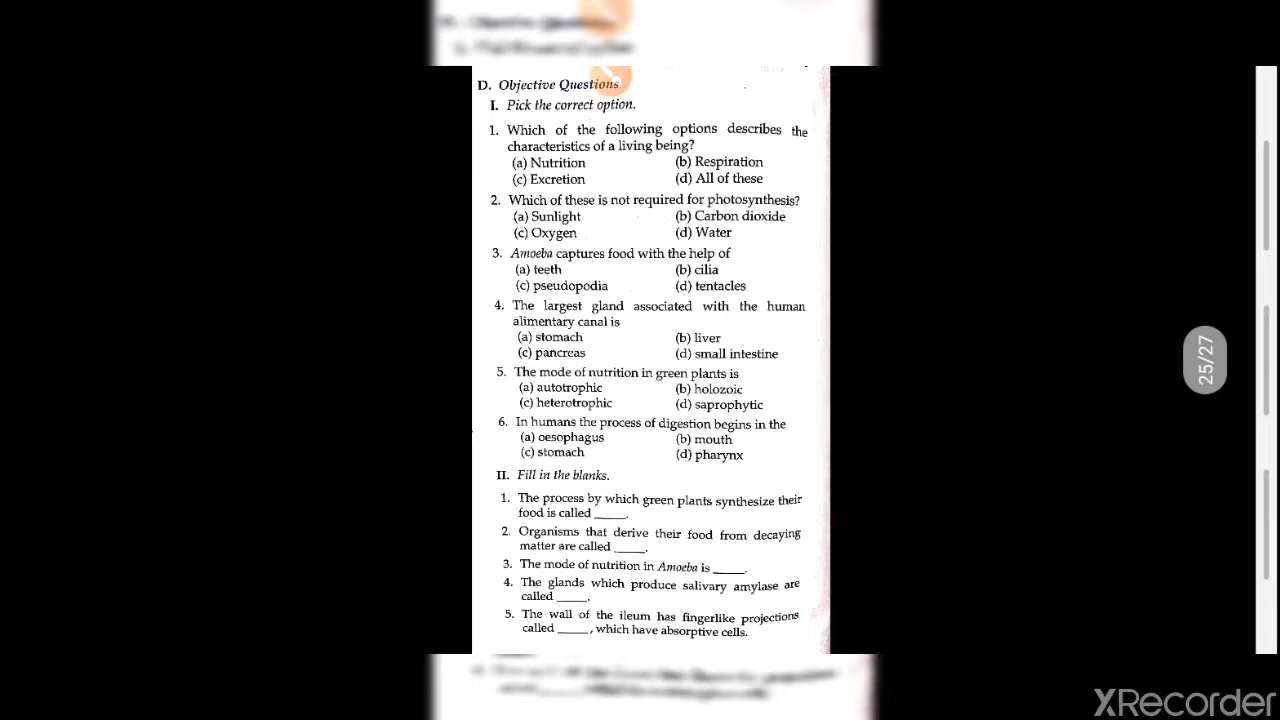 D. Objective Questions
I. Pick the correct option.
1. Which of the following options describes the
characteristics of a living being?
(a) Nutrition (b) Respiration
(c) Excretion (d) All of these
2. Which of these is not required for photosynthesis?
(a) Sunlight (b) Carbon dioxide
(c) Oxygen (d) Water
3. Amoeba captures food with the help of
(a) teeth (b) cilia
(c) pseudopodia (d) tentacles
4. The largest gland associated with the human
alimentary canal is
(a) stomach (b) liver
(c) pancreas (d) small intestine
5. The mode of nutrition in green plants is
(a) autotrophic (b) holozoic
(c) heterotrophic (d) saprophytic
6. In humans the process of digestion begins in the
(a) oesophagus (b) mouth
(c) stomach (d) pharynx
II. Fill in the blanks.
1. The process by which green plants synthesize their
food is called _____.
2. Organisms that derive their food from decaying
matter are called _____.
3. The mode of nutrition in Amoeba is _____.
4. The glands which produce salivary amylase are
called _____.
5. The wall of the ileum has fingerlike projections
called _____, which have absorptive cells.
25/27
XRecorder